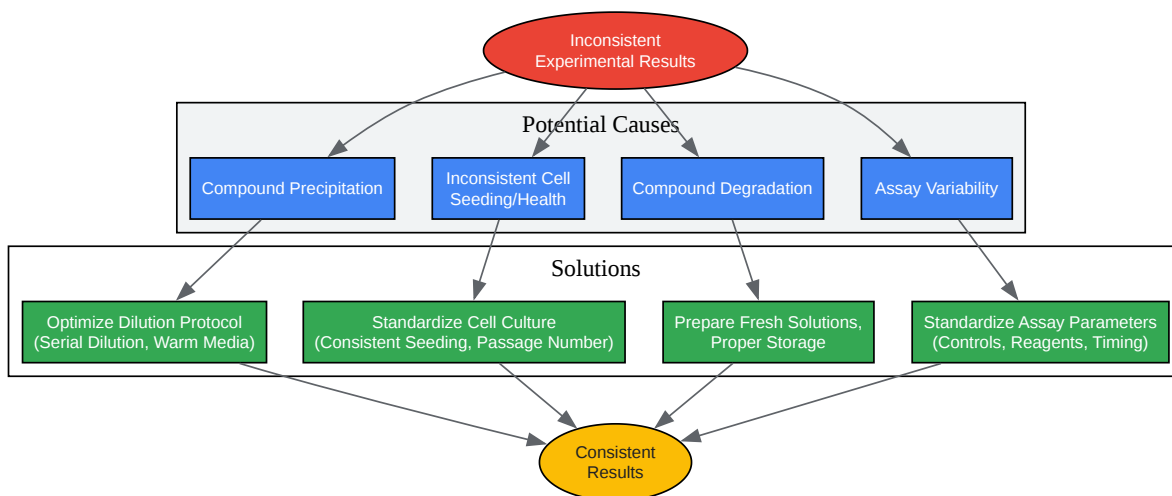 Inconsistent
Experimental Results
Potential Causes
Compound Precipitation
Inconsistent Cell
Seeding/Health
Compound Degradation
Assay Variability
Solutions
Optimize Dilution Protocol
(Serial Dilution, Warm Media)
Standardize Cell Culture
(Consistent Seeding, Passage Number)
Prepare Fresh Solutions,
Proper Storage
Standardize Assay Parameters
(Controls, Reagents, Timing)
Consistent
Results